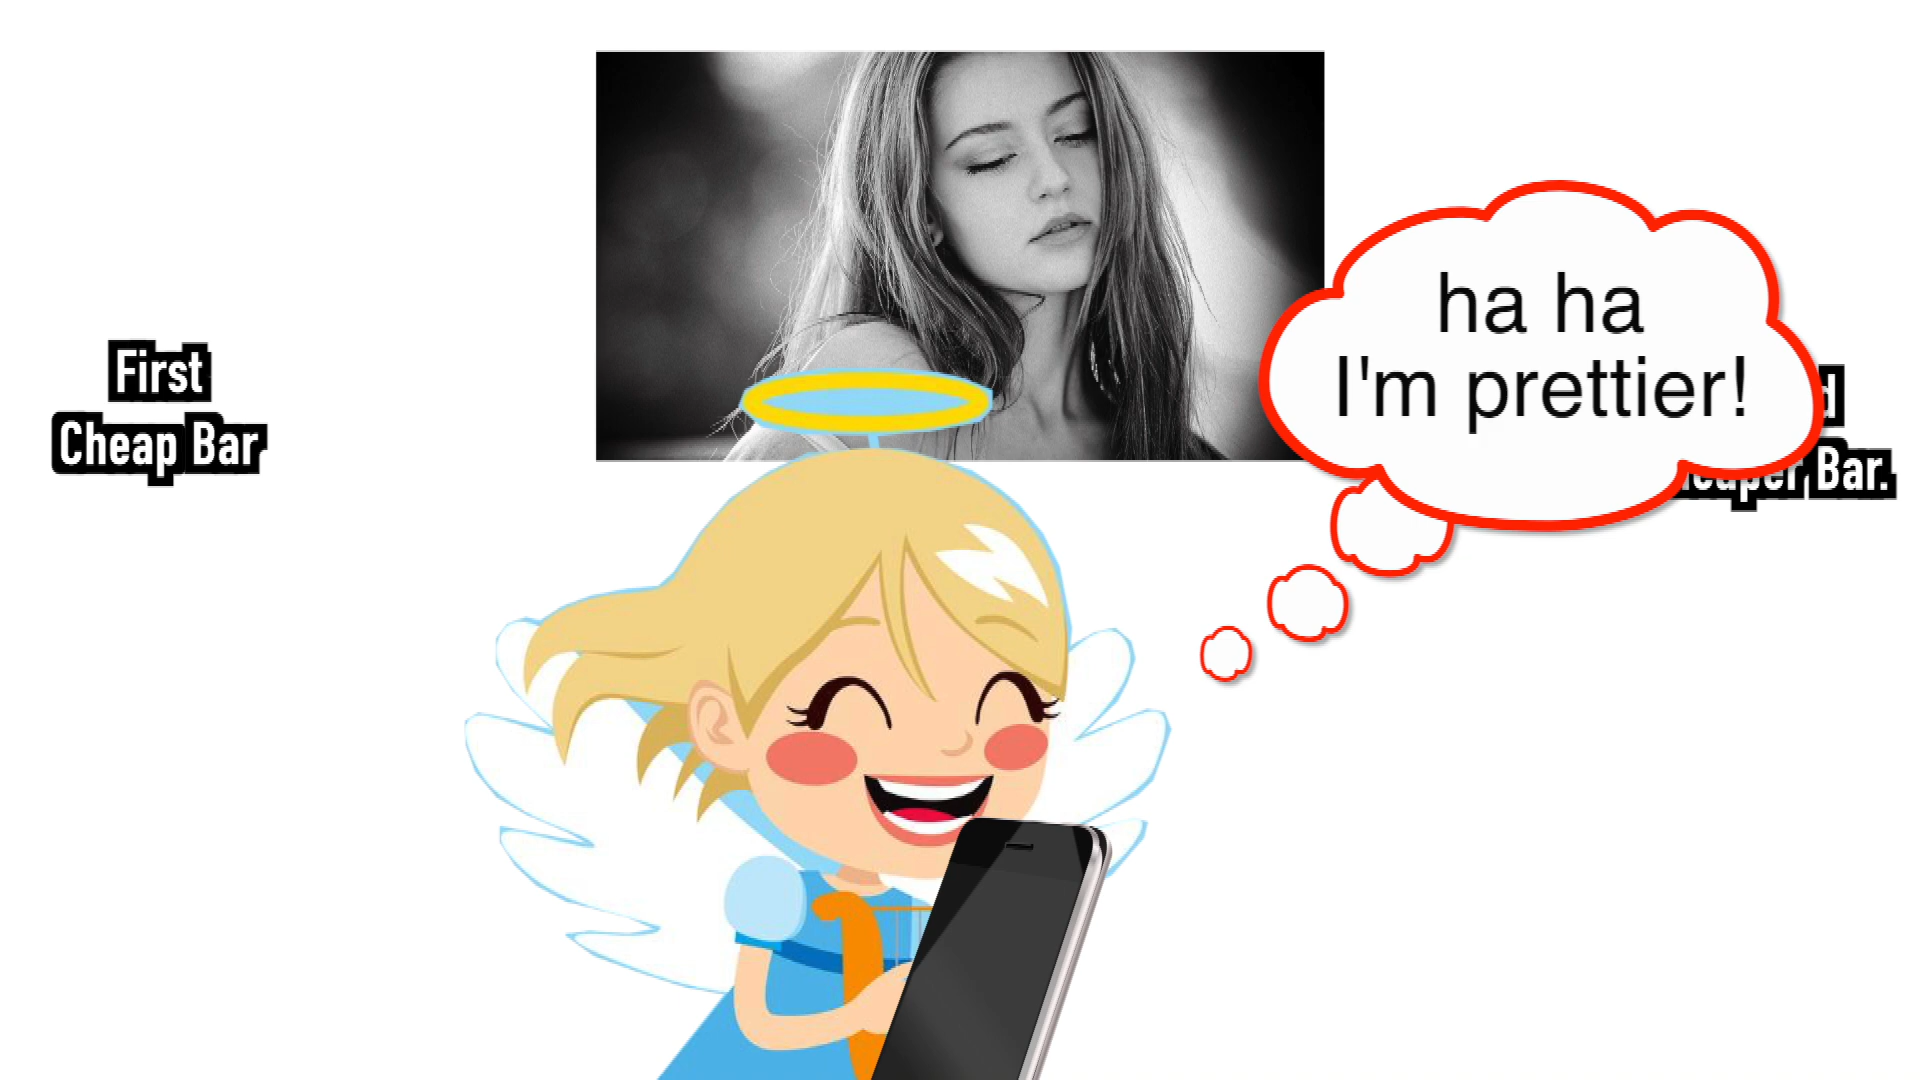 First
Cheap Bar
ha ha
I'm prettier!
Bar.